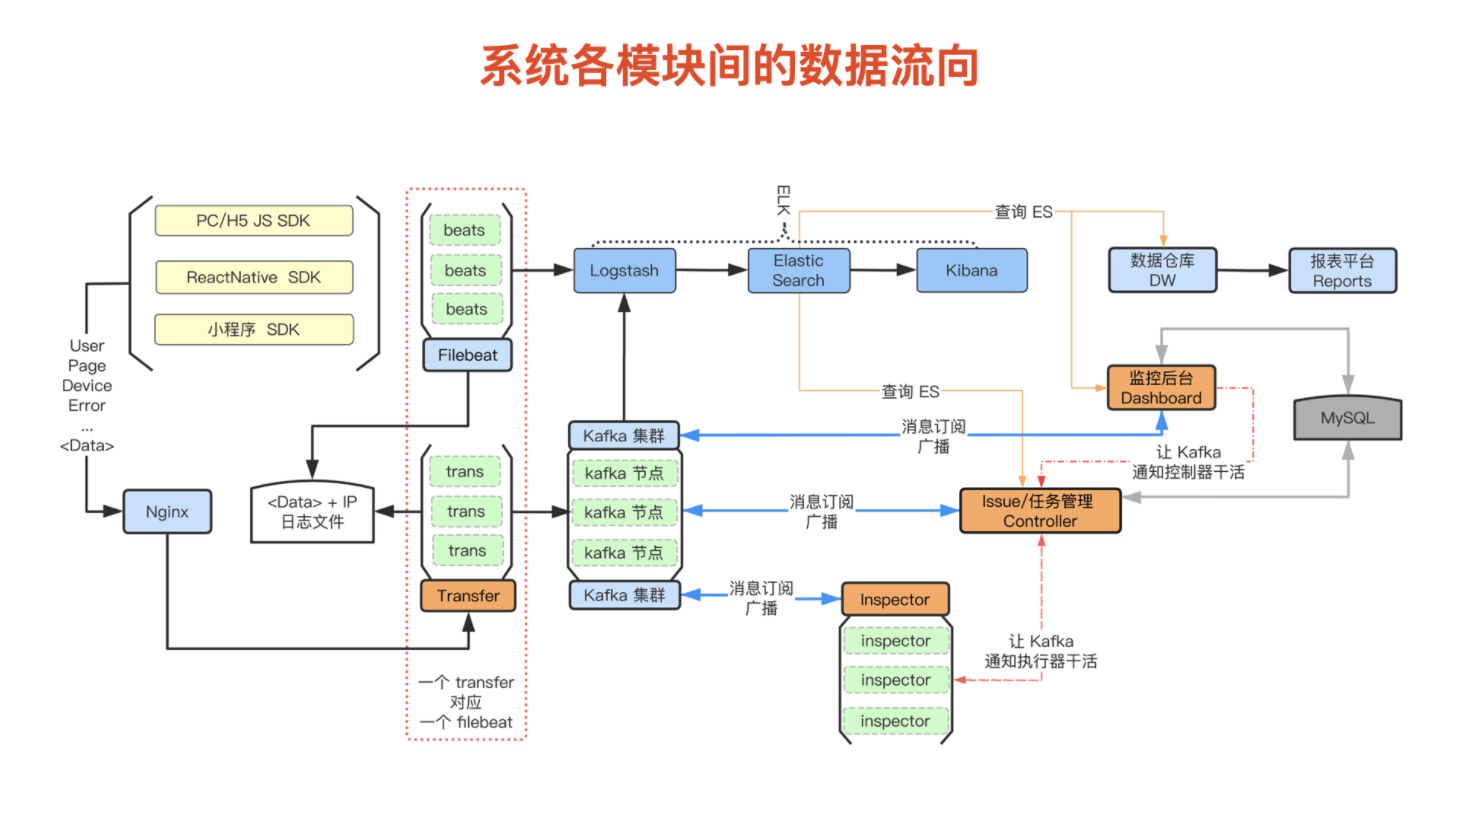 系统各模块间的数据流向
PC/H5 JS SDK
ReactNative SDK
小程序 SDK
User
Page
Device
Error
...
<Data>
Nginx
beats
beats
beats
Filebeat
<Data> + IP
日志文件
trans
trans
trans
Transfer
一个 transfer
对应
一个 filebeat
ELK
Logstash
Elastic
Search
Kibana
查询 ES
数据仓库
DW
报表平台
Reports
查询 ES
监控后台
Dashboard
MySQL
Kafka 集群
kafka 节点
kafka 节点
kafka 节点
Kafka 集群
消息订阅
广播
让 Kafka
通知控制器干活
消息订阅
广播
Issue/任务管理
Controller
消息订阅
广播
Inspector
inspector
inspector
inspector
让 Kafka
通知执行器干活